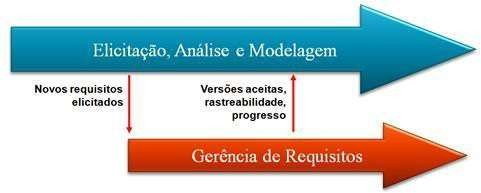 Elicitação, Análise e Modelagem
Novos requisitos
elicitados
Versões aceitas,
rastreabilidade,
progresso
Gerência de Requisitos